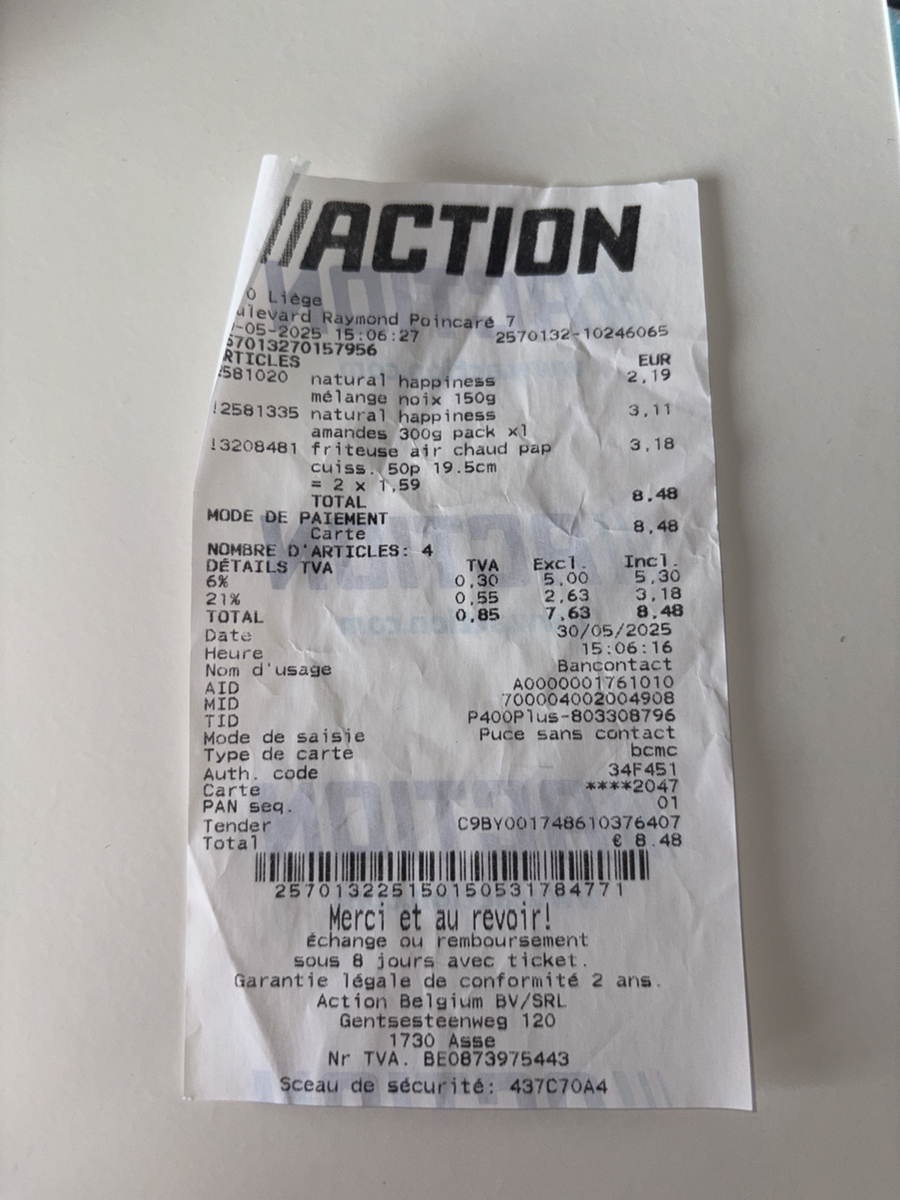 //ACTION
0 Liège
ulevard Raymond Poincaré 7
-05-2025 15:06:27 2570132-10246065
57013270157956
RTICLES EUR
581020 natural happiness 2,19
mélange noix 150g
!2581335 natural happiness 3,11
amandes 300g pack x1
!3208481 friteuse air chaud pap 3,18
cuiss. 50p 19.5cm
= 2 x 1,59
TOTAL 8.48
MODE DE PAIEMENT
Carte 8,48
NOMBRE D'ARTICLES: 4
DÉTAILS TVA TVA Excl. Incl.
6% 0,30 5,00 5,30
21% 0,55 2,63 3,18
TOTAL 0,85 7,63 8,48
Date 30/05/2025
Heure 15:06:16
Nom d'usage Bancontact
AID A0000001761010
MID 700004002004908
TID P400Plus-803308796
Mode de saisie Puce sans contact
Type de carte bcmc
Auth. code 34F451
Carte ****2047
PAN seq. 01
Tender C9BY001748610376407
Total € 8.48
257013225150150531784771
Merci et au revoir!
Échange ou remboursement
sous 8 jours avec ticket.
Garantie légale de conformité 2 ans.
Action Belgium BV/SRL
Gentsesteenweg 120
1730 Asse
Nr TVA. BE0873975443
Sceau de sécurité: 437C70A4